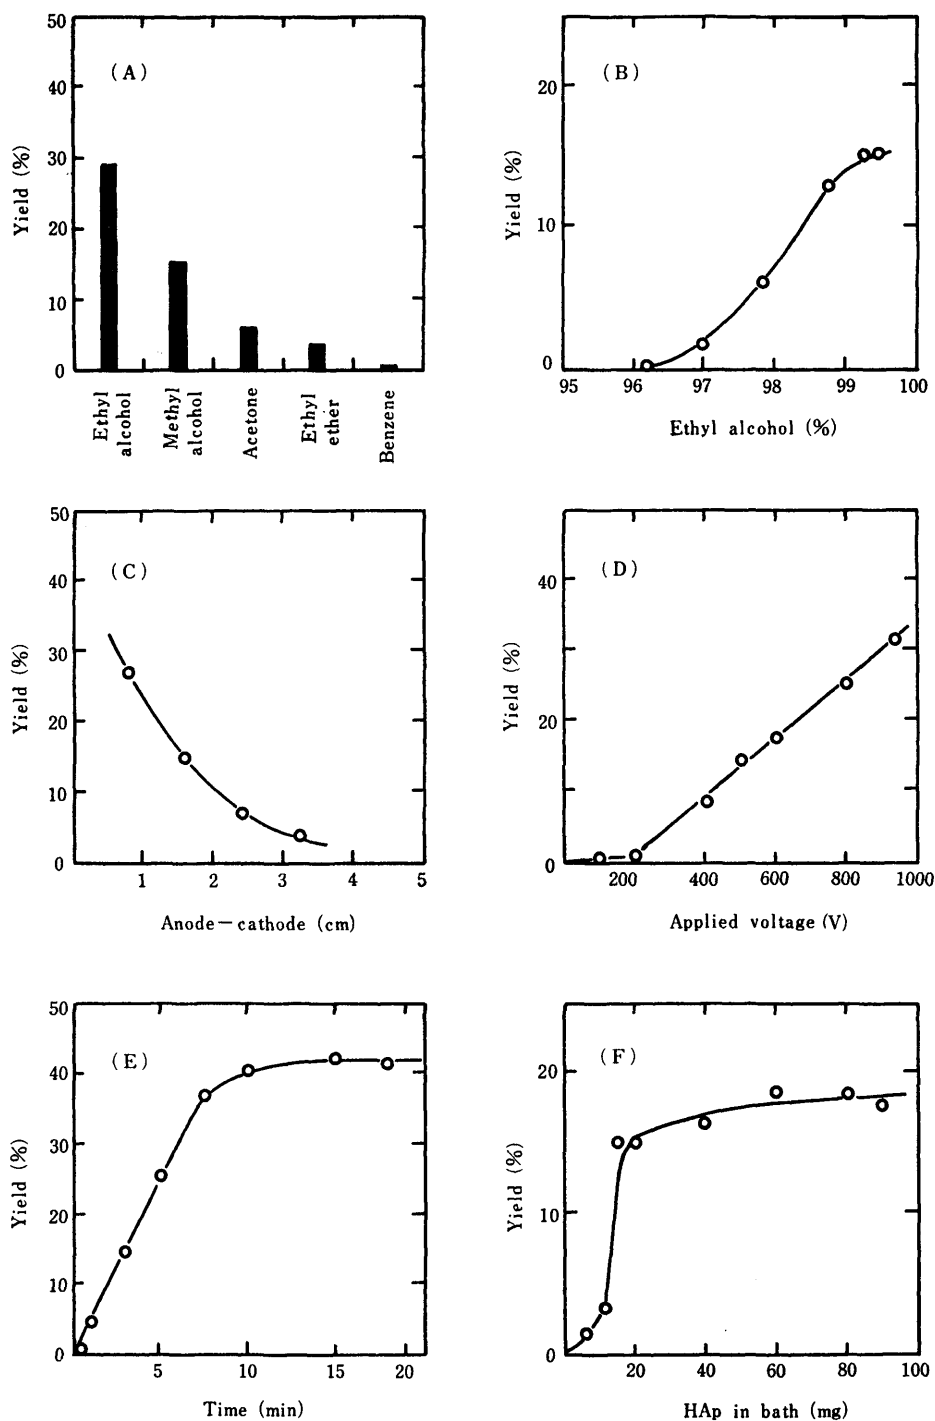 (A)
50
40
30
20
10
0
Yield (%)
Ethyl
alcohol
Methyl
alcohol
Acetone
Ethyl
ether
Benzene
(B)
20
10
0
Yield (%)
95 96 97 98 99 100
Ethyl alcohol (%)
(C)
50
40
30
20
10
0
Yield (%)
1 2 3 4 5
Anode－cathode (cm)
(D)
40
20
0
Yield (%)
200 400 600 800 1000
Applied voltage (V)
(E)
50
40
30
20
10
0
Yield (%)
5 10 15 20
Time (min)
(F)
20
10
0
Yield (%)
20 40 60 80 100
HAp in bath (mg)